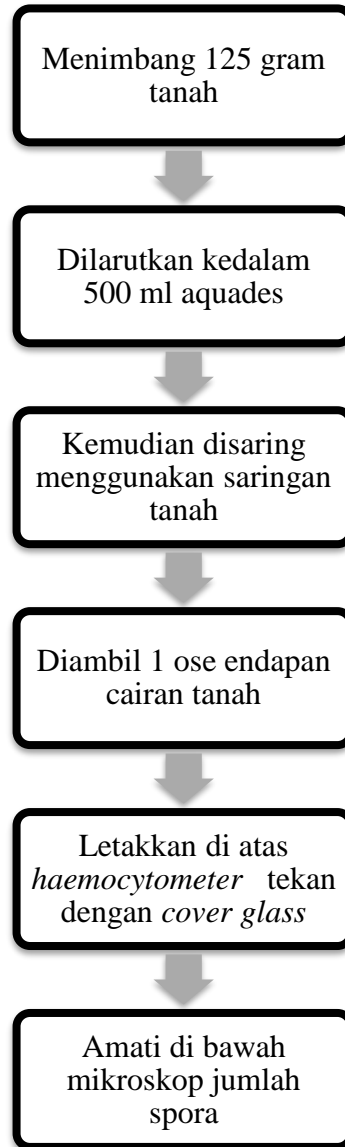 Menimbang 125 gram
tanah
Dilarutkan kedalam
500 ml aquades
Kemudian disaring
menggunakan saringan
tanah
Diambil 1 ose endapan
cairan tanah
Letakkan di atas
haemocytometer tekan
dengan cover glass
Amati di bawah
mikroskop jumlah
spora